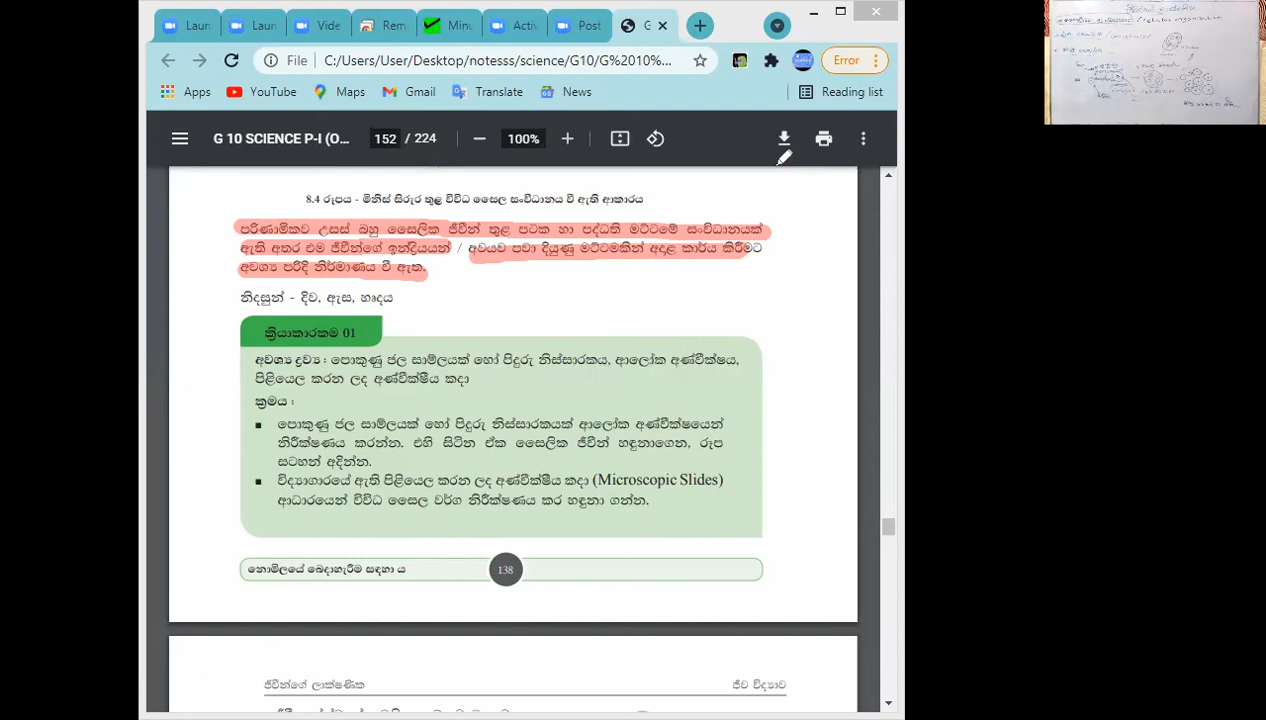 Laun
Laun
Vide
Rem
Minu
Activ
Post
G
File
C:/Users/User/Desktop/notesss/science/G10/G%2010%...
Error
Apps
YouTube
Maps
Gmail
Translate
News
Reading list
G 10 SCIENCE P-I (O...
152 / 224
100%
8.4 රූපය - මිනිස් සිරුර තුළ විවිධ සෛල සංවිධානය වී ඇති ආකාරය
පරිණාමිකව උසස් බහු සෛලික ජීවීන් තුළ පටක හා පද්ධති මට්ටමේ සංවිධානයක්
ඇති අතර එම ජීවීන්ගේ ඉන්ද්‍රියයන් / අවයව පවා දියුණු මට්ටමකින් අදාළ කාර්ය කිරීමට
අවශ්‍ය පරිදි නිර්මාණය වී ඇත.
නිදසුන් - දිව, ඇස, හෘදය
ක්‍රියාකාරකම 01
අවශ්‍ය ද්‍රව්‍ය : පොකුණු ජල සාම්පලයක් හෝ පිදුරු නිස්සාරකය, ආලෝක අණ්වීක්ෂය,
පිළියෙල කරන ලද අණ්වීක්ෂීය කදා
ක්‍රමය :
■ පොකුණු ජල සාම්පලයක් හෝ පිදුරු නිස්සාරකයක් ආලෝක අණ්වීක්ෂයෙන්
නිරීක්ෂණය කරන්න. එහි සිටින ඒක සෛලික ජීවීන් හඳුනාගෙන, රූප
සටහන් අදින්න.
■ විද්‍යාගාරයේ ඇති පිළියෙල කරන ලද අණ්වීක්ෂීය කදා (Microscopic Slides)
ආධාරයෙන් විවිධ සෛල වර්ග නිරීක්ෂණය කර හඳුනා ගන්න.
නොමිලයේ බෙදාහැරීම සඳහා ය
138
ජීවීන්ගේ ලාක්ෂණික
ජීව විද්‍යාව